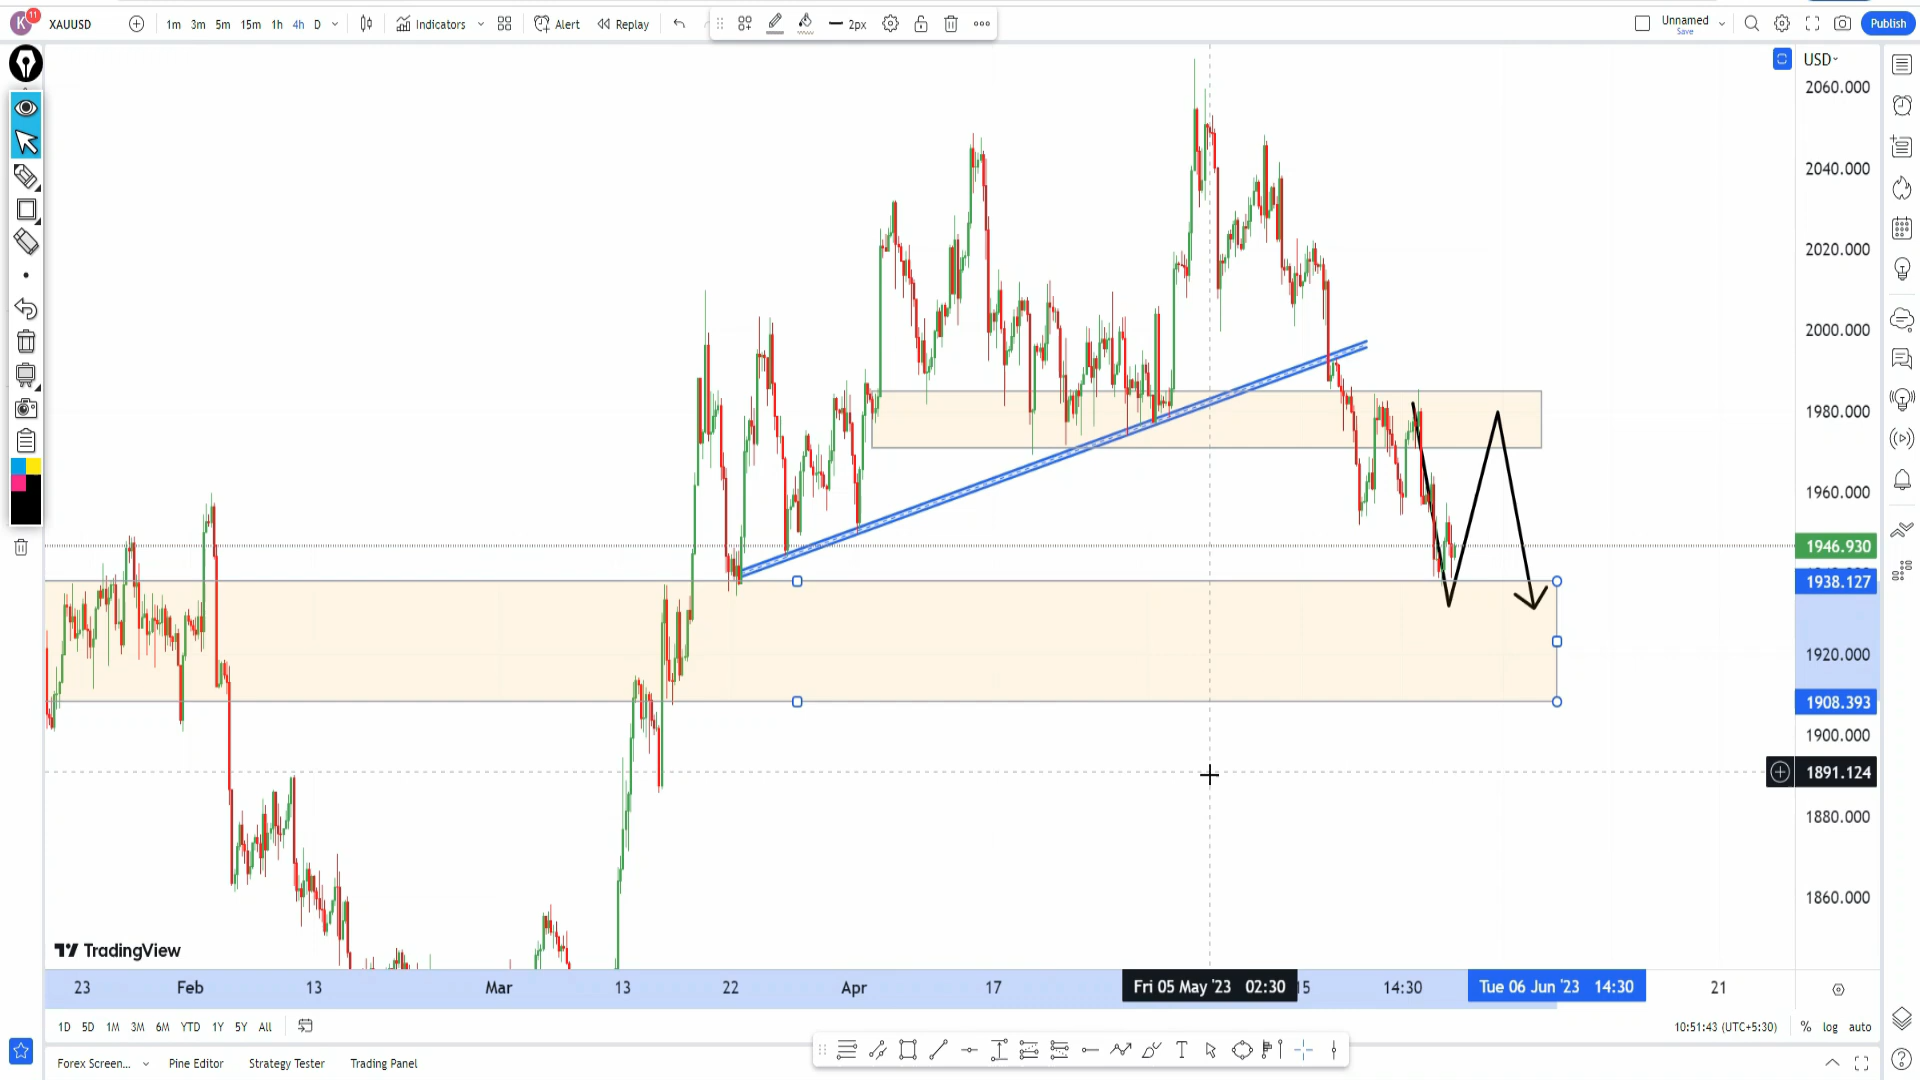 K 11 XAUUSD 1m 3m 5m 15m 1h 4h D Indicators Alert Replay 2px Unnamed Publish
Save
USD
2060.000
2040.000
2020.000
2000.000
1980.000
1960.000
1946.930
1938.127
1920.000
1908.393
1900.000
1891.124
1880.000
1860.000
TradingView
23 Feb 13 Mar 13 22 Apr 17 Fri 05 May '23 02:30 15 14:30 Tue 06 Jun '23 14:30 21
1D 5D 1M 3M 6M YTD 1Y 5Y All 10:51:43 (UTC+5:30) % log auto
Forex Screen... Pine Editor Strategy Tester Trading Panel